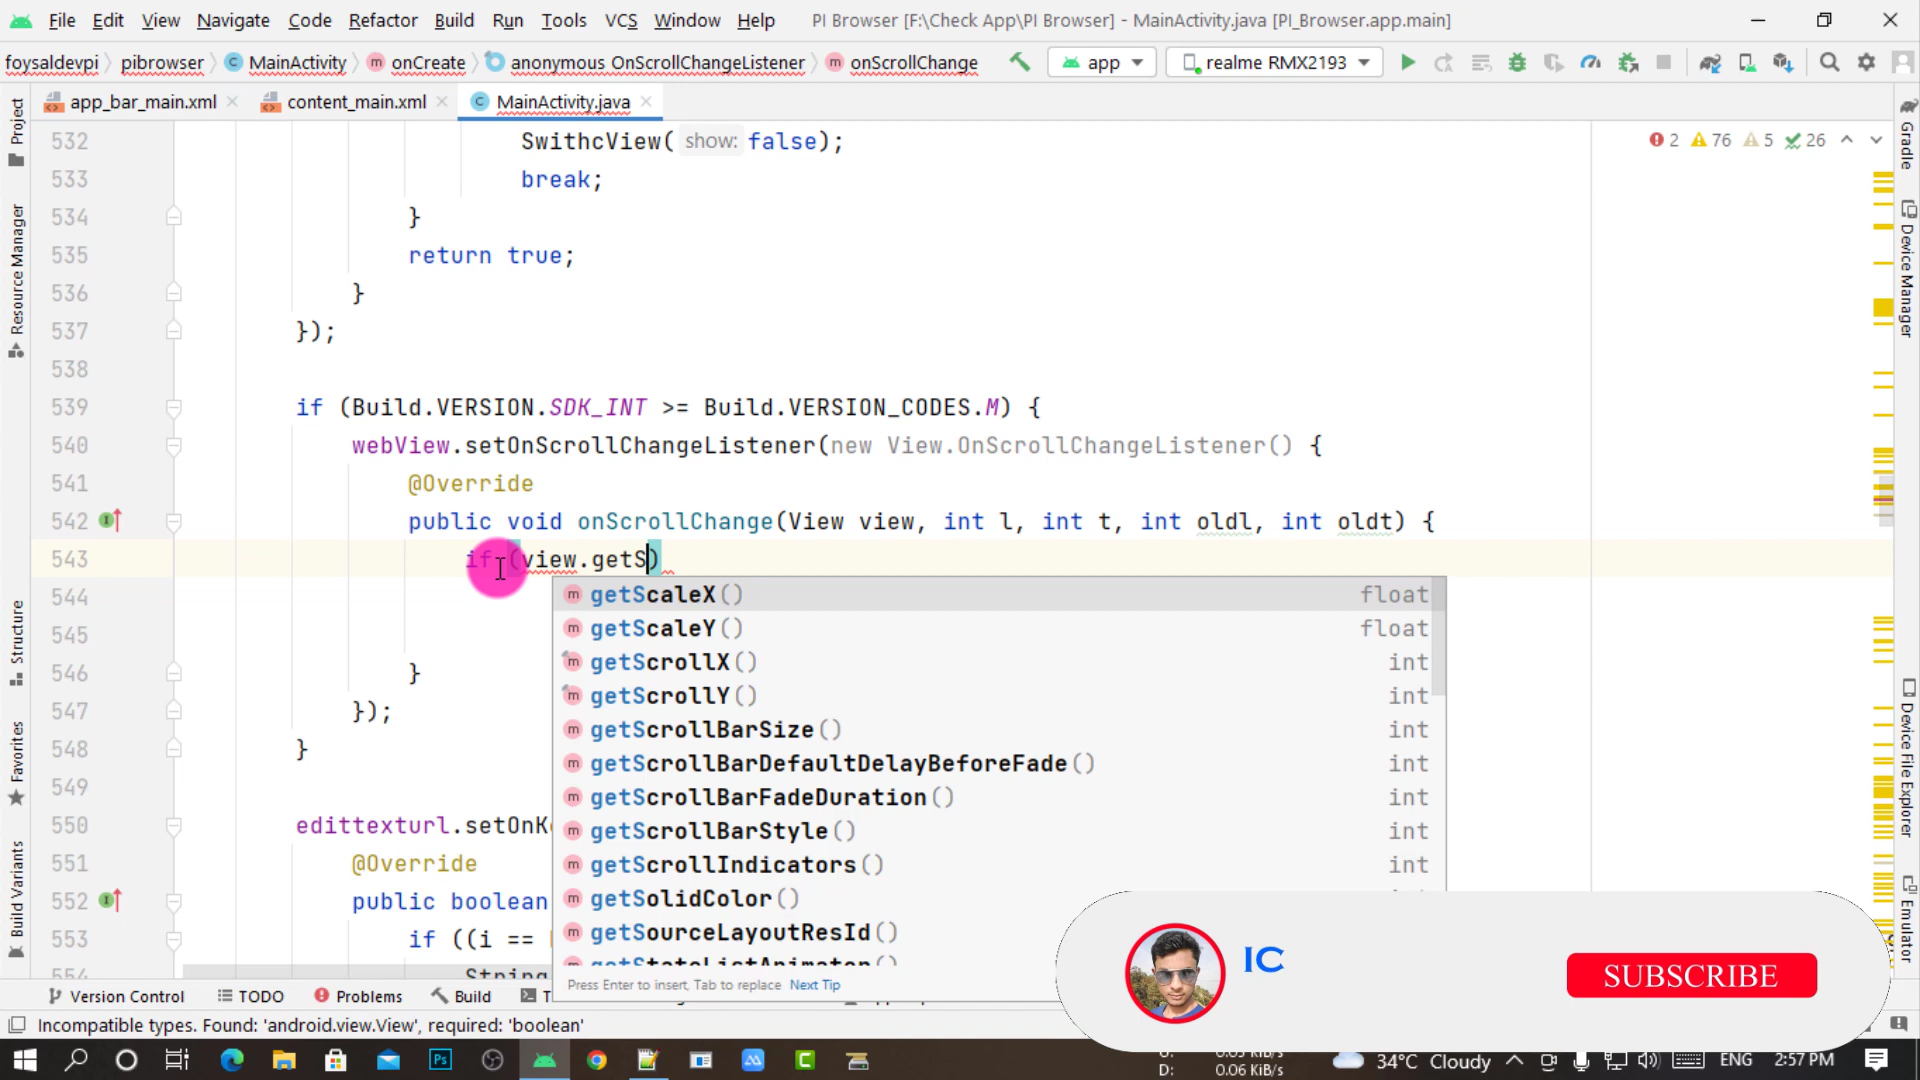 File Edit View Navigate Code Refactor Build Run Tools VCS Window Help PI Browser [F:\Check App\PI Browser] - MainActivity.java [PI_Browser.app.main]
foysaldevpi pibrowser MainActivity onCreate anonymous OnScrollChangeListener onScrollChange app realme RMX2193
app_bar_main.xml content_main.xml MainActivity.java
Project
Resource Manager
Structure
Favorites
Build Variants
Gradle
Device Manager
Device File Explorer
Emulator
2 76 5 26
532 SwithcView( show: false);
533 break;
534 }
535 return true;
536 }
537 });
538
539 if (Build.VERSION.SDK_INT >= Build.VERSION_CODES.M) {
540 webView.setOnScrollChangeListener(new View.OnScrollChangeListener() {
541 @Override
542 public void onScrollChange(View view, int l, int t, int oldl, int oldt) {
543 if (view.getS)
544
545
546 }
547 });
548 }
549
550 edittexturl.setOnKe
551 @Override
552 public boolean
553 if ((i ==
554 String
getScaleX() float
getScaleY() float
getScrollX() int
getScrollY() int
getScrollBarSize() int
getScrollBarDefaultDelayBeforeFade() int
getScrollBarFadeDuration() int
getScrollBarStyle() int
getScrollIndicators() int
getSolidColor()
getSourceLayoutResId()
getStateListAnimator()
Press Enter to insert, Tab to replace Next Tip
IC
SUBSCRIBE
Version Control TODO Problems Build
Incompatible types. Found: 'android.view.View', required: 'boolean'
D: 0.06 KiB/s
34°C Cloudy ENG 2:57 PM